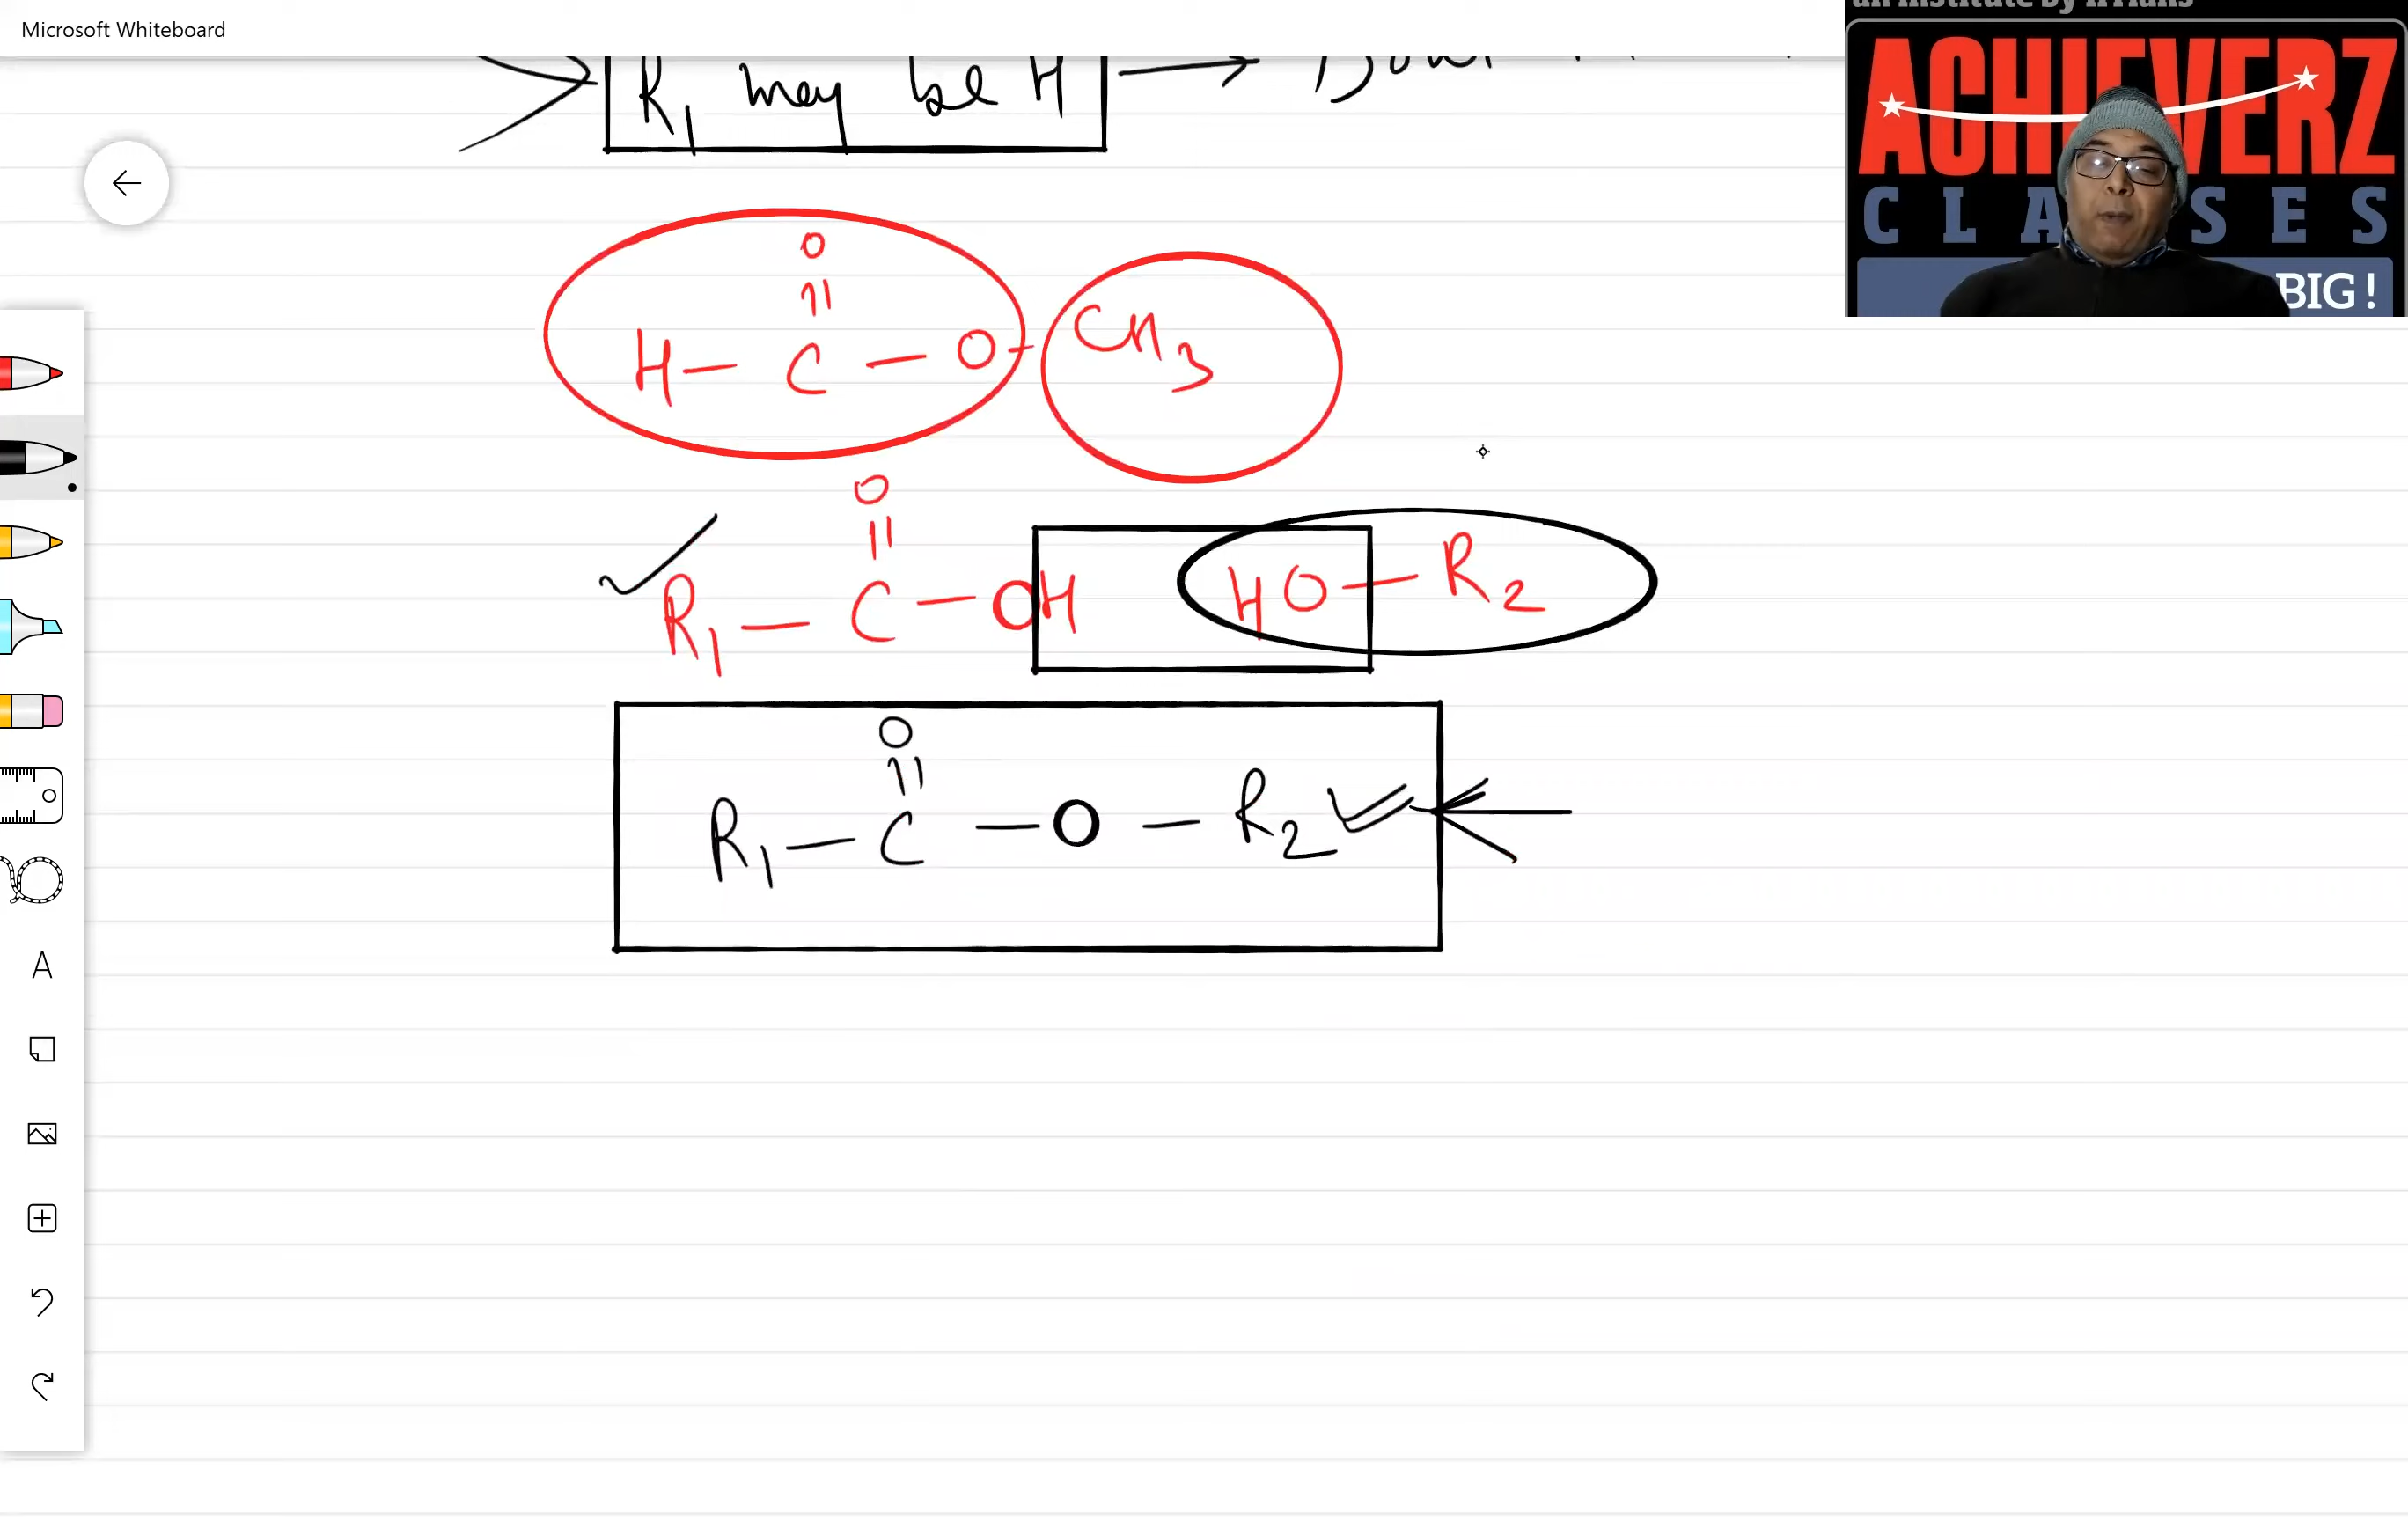 Microsoft Whiteboard
ACHIEVERZ
CLASSES
BIG!
R₁ may be H →
O
||
H — C — O - CH₃
O
||
R₁ — C — OH HO — R₂
O
||
R₁ — C — O — R₂
A